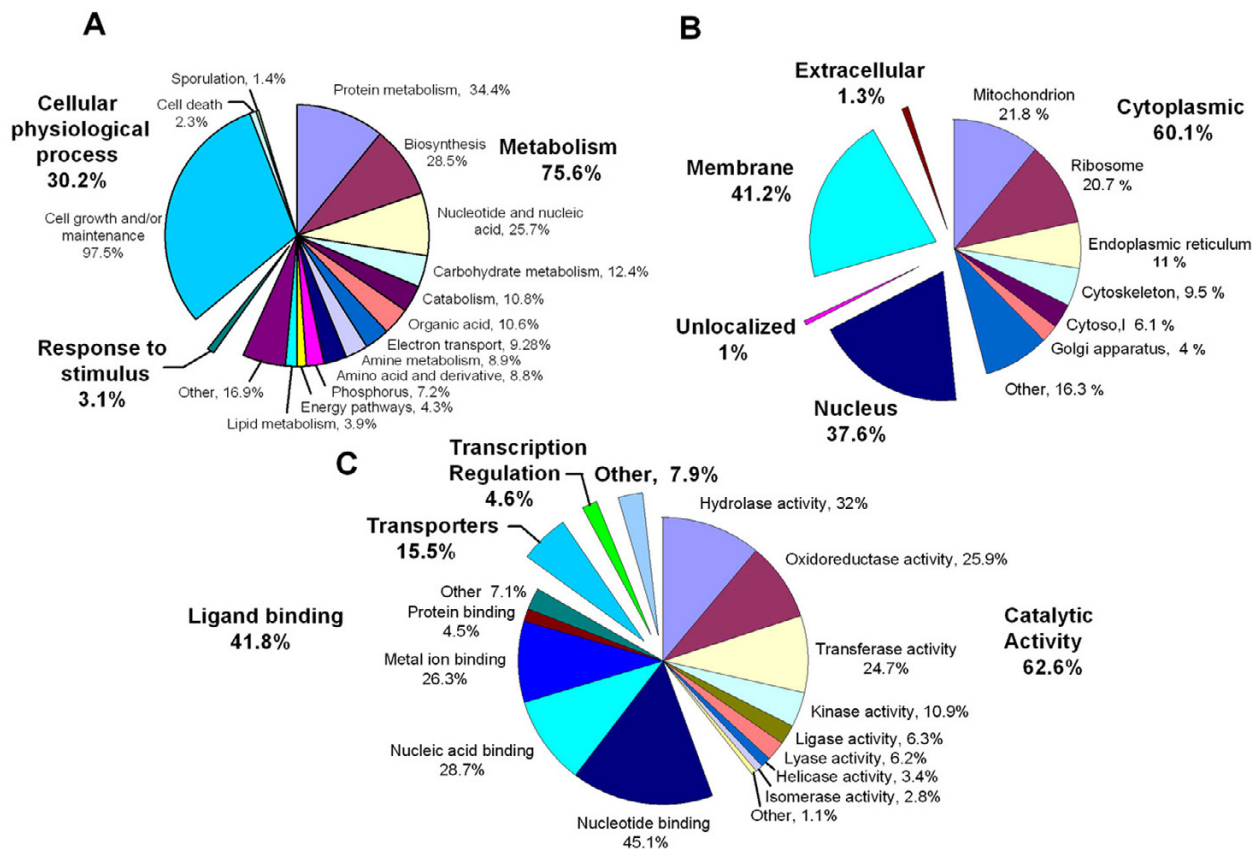 A
Sporulation, 1.4%
Cell death
2.3%
Cellular
physiological
process
30.2%
Cell growth and/or
maintenance
97.5%
Response to
stimulus
3.1%
Protein metabolism, 34.4%
Biosynthesis
28.5%
Metabolism
75.6%
Nucleotide and nucleic
acid, 25.7%
Carbohydrate metabolism, 12.4%
Catabolism, 10.8%
Organic acid, 10.6%
Electron transport, 9.28%
Amine metabolism, 8.9%
Amino acid and derivative, 8.8%
Phosphorus, 7.2%
Energy pathways, 4.3%
Lipid metabolism, 3.9%
Other, 16.9%
B
Extracellular
1.3%
Membrane
41.2%
Unlocalized
1%
Nucleus
37.6%
Mitochondrion
21.8 %
Cytoplasmic
60.1%
Ribosome
20.7 %
Endoplasmic reticulum
11 %
Cytoskeleton, 9.5 %
Cytoso,l 6.1 %
Golgi apparatus, 4 %
Other, 16.3 %
C
Transcription
Regulation
4.6%
Other, 7.9%
Transporters
15.5%
Ligand binding
41.8%
Other 7.1%
Protein binding
4.5%
Metal ion binding
26.3%
Nucleic acid binding
28.7%
Nucleotide binding
45.1%
Hydrolase activity, 32%
Oxidoreductase activity, 25.9%
Catalytic
Activity
62.6%
Transferase activity
24.7%
Kinase activity, 10.9%
Ligase activity, 6.3%
Lyase activity, 6.2%
Helicase activity, 3.4%
Isomerase activity, 2.8%
Other, 1.1%